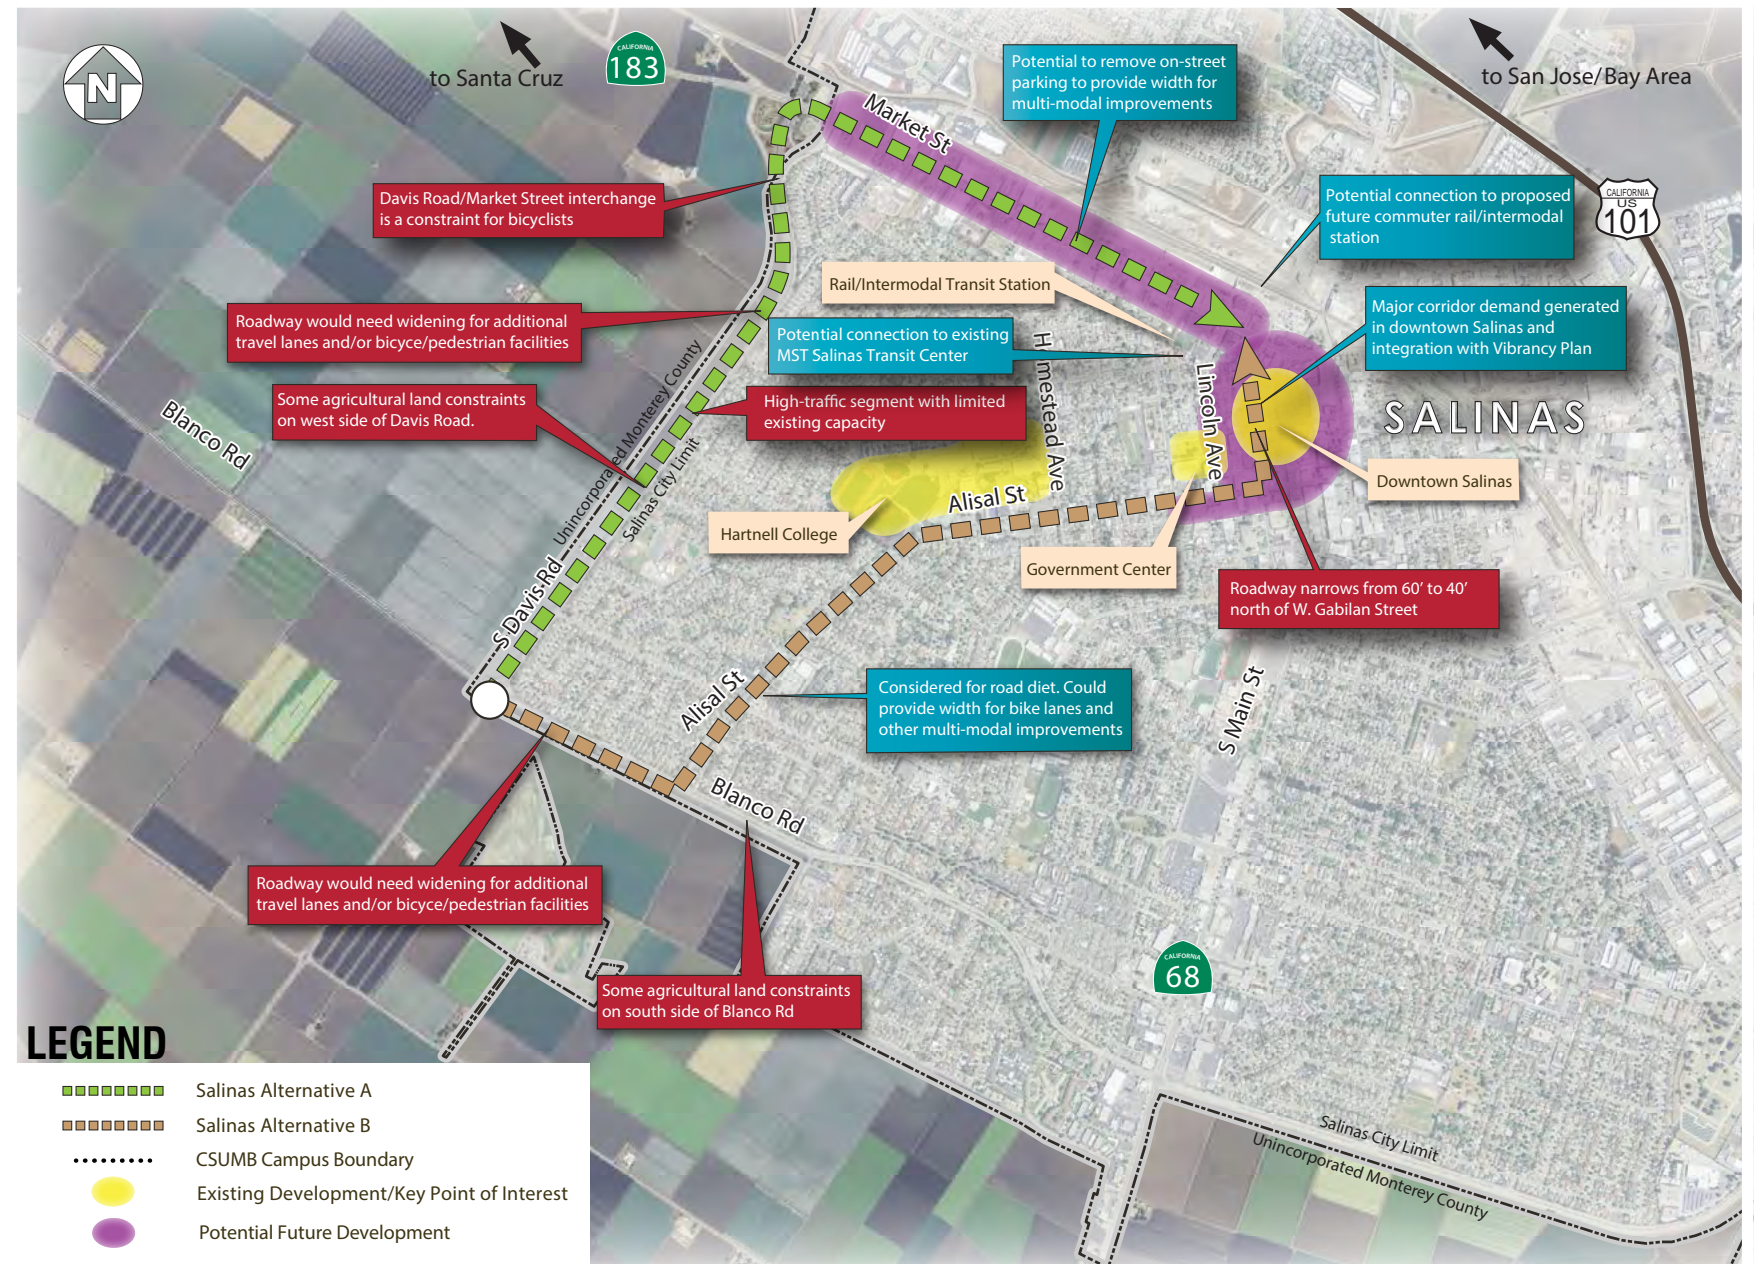 to Santa Cruz
CALIFORNIA
183
to San Jose/Bay Area
N
Potential to remove on-street
parking to provide width for
multi-modal improvements
Market St
Davis Road/Market Street interchange
is a constraint for bicyclists
Potential connection to proposed
future commuter rail/intermodal
station
CALIFORNIA
US
101
Rail/Intermodal Transit Station
Roadway would need widening for additional
travel lanes and/or bicyce/pedestrian facilities
Potential connection to existing
MST Salinas Transit Center
Major corridor demand generated
in downtown Salinas and
integration with Vibrancy Plan
Homestead Ave
Lincoln Ave
Some agricultural land constraints
on west side of Davis Road.
High-traffic segment with limited
existing capacity
SALINAS
Blanco Rd
Unincorporated Monterey County
Salinas City Limit
Downtown Salinas
Alisal St
Hartnell College
Government Center
S Davis Rd
Roadway narrows from 60' to 40'
north of W. Gabilan Street
Alisal St
Considered for road diet. Could
provide width for bike lanes and
other multi-modal improvements
S Main St
Blanco Rd
Roadway would need widening for additional
travel lanes and/or bicyce/pedestrian facilities
CALIFORNIA
68
Some agricultural land constraints
on south side of Blanco Rd
Salinas City Limit
Unincorporated Monterey County
LEGEND
Salinas Alternative A
Salinas Alternative B
CSUMB Campus Boundary
Existing Development/Key Point of Interest
Potential Future Development